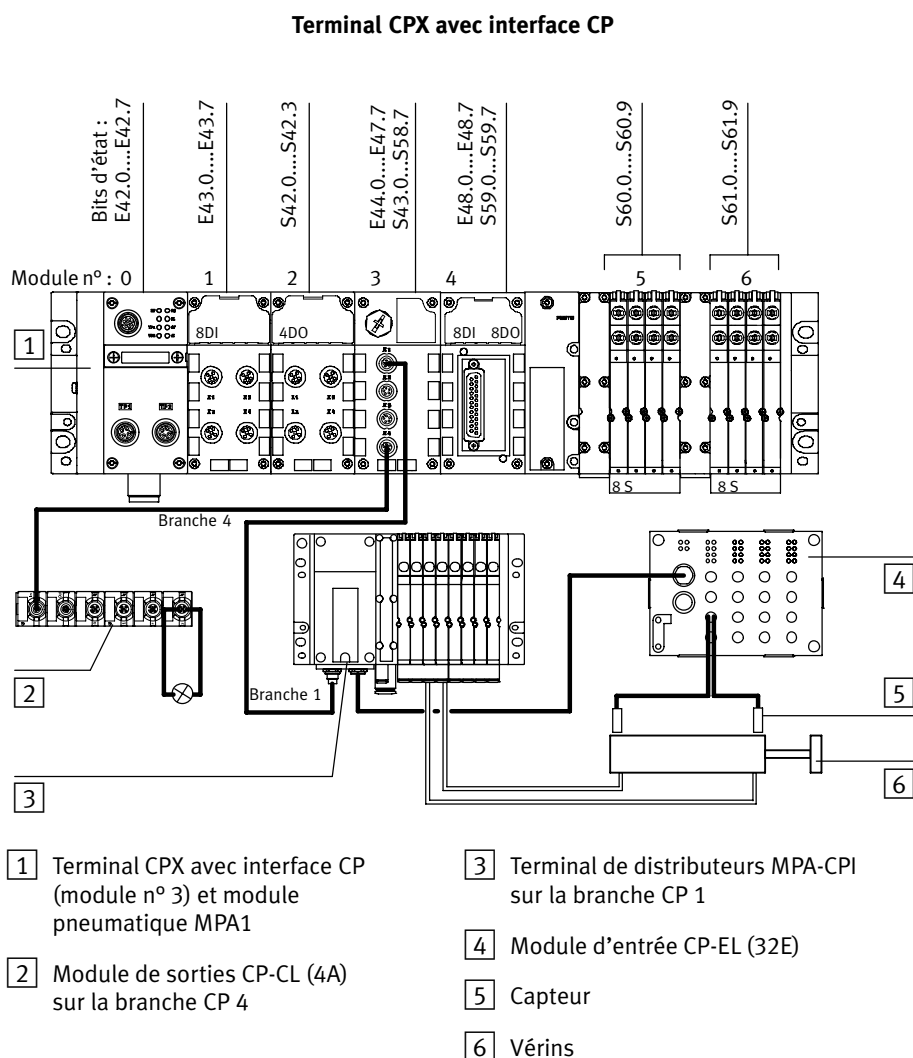 Terminal CPX avec interface CP
Bits d'état :
E42.0....E42.7
E43.0....E43.7
S42.0....S42.3
E44.0....E47.7
S43.0....S58.7
E48.0....E48.7
S59.0....S59.7
S60.0....S60.9
S61.0....S61.9
Module nº : 0
1
2
3
4
5
6
8DI
4DO
8DI
8DO
1
8 S
8 S
Branche 4
4
2
Branche 1
5
3
6
1 Terminal CPX avec interface CP
(module nº 3) et module
pneumatique MPA1
2 Module de sorties CP-CL (4A)
sur la branche CP 4
3 Terminal de distributeurs MPA-CPI
sur la branche CP 1
4 Module d'entrée CP-EL (32E)
5 Capteur
6 Vérins